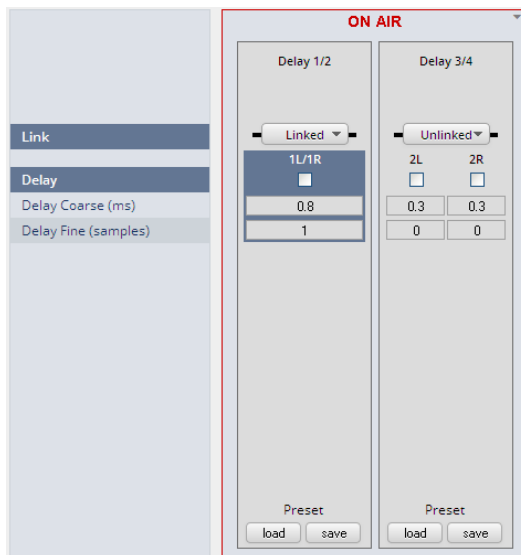 ON AIR
Delay 1/2 Delay 3/4
Link Linked Unlinked
1L/1R 2L 2R
Delay
Delay Coarse (ms) 0.8 0.3 0.3
Delay Fine (samples) 1 0 0
Preset Preset
load save load save